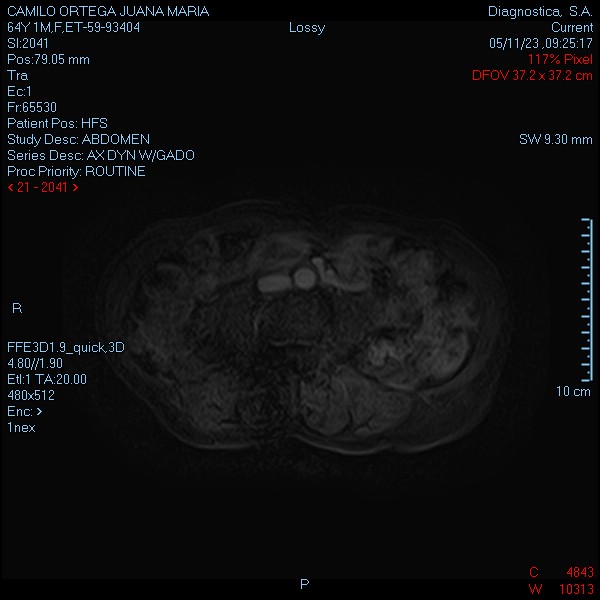 CAMILO ORTEGA JUANA MARIA
Diagnostica, S.A.
64Y 1M,F,ET-59-93404
Lossy
Current
SI:2041
05/11/23 ,09:25:17
Pos:79.05 mm
117% Pixel
Tra
DFOV 37.2 x 37.2 cm
Ec:1
Fr:65530
Patient Pos: HFS
Study Desc: ABDOMEN
SW 9.30 mm
Series Desc: AX DYN W/GADO
Proc Priority: ROUTINE
< 21 - 2041 >
R
FFE3D1.9_quick,3D
4.80//1.90
Etl:1 TA:20.00
480x512
10 cm
Enc: >
1nex
C 4843
P
W 10313